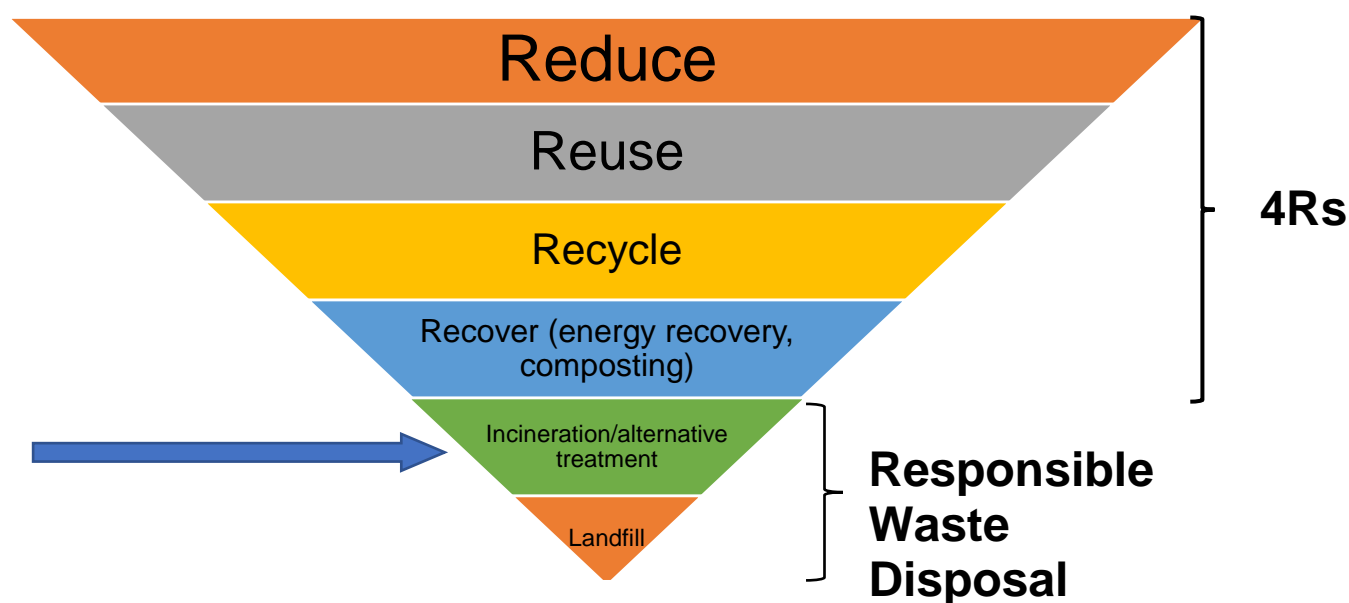 Reduce
Reuse
4Rs
Recycle
Recover (energy recovery,
composting)
Incineration/alternative
treatment
Responsible
Waste
Disposal
Landfill